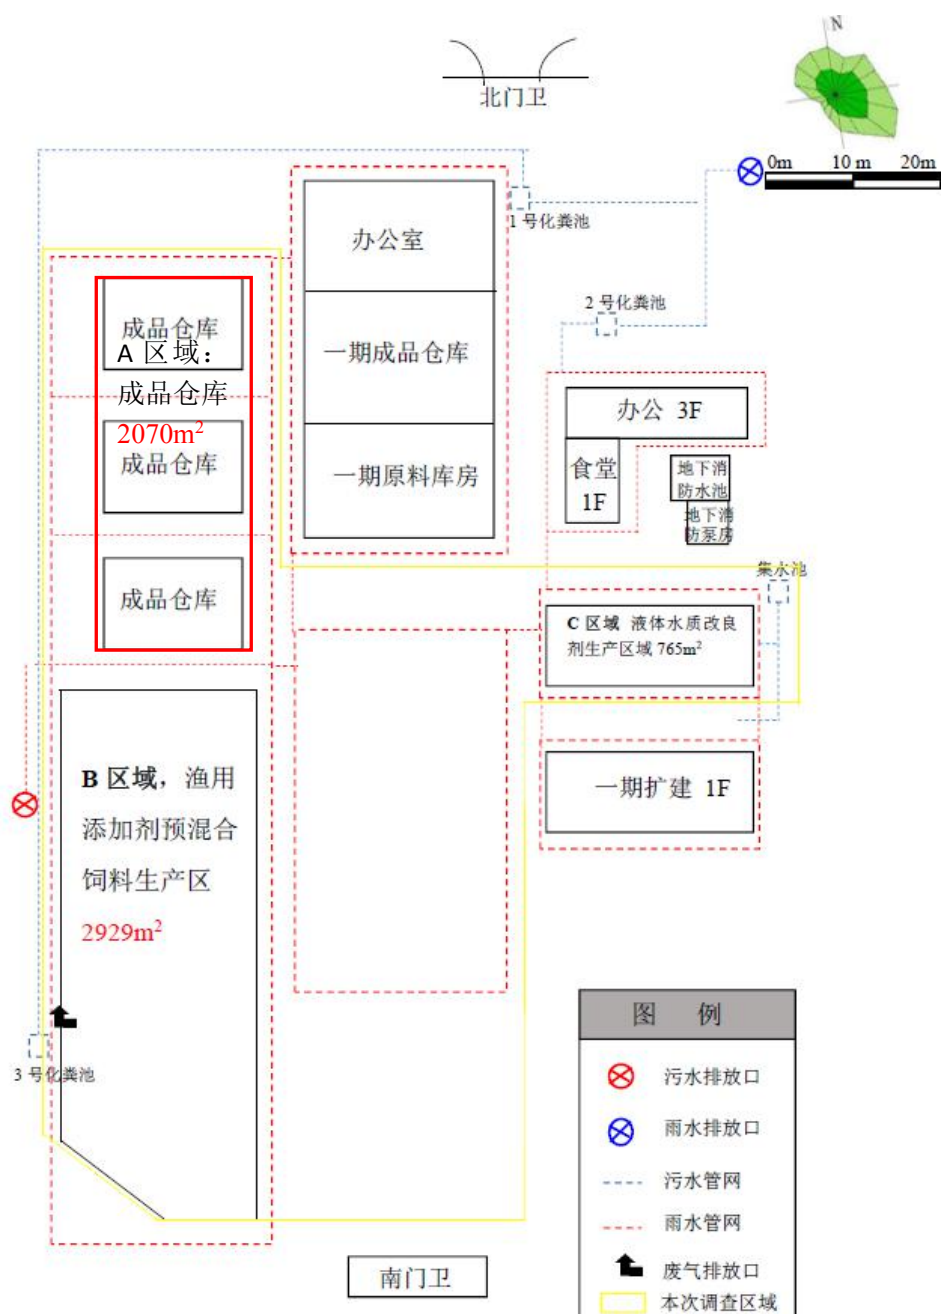 N
北门卫
0m 10 m 20m
1 号化粪池
办公室
2 号化粪池
成品仓库
A 区域：
成品仓库
2070m²
一期成品仓库
办公 3F
成品仓库
一期原料库房
食堂
1F
地下消
防水池
地下消
防泵房
集水池
成品仓库
C 区域 液体水质改良
剂生产区域 765m²
B 区域，渔用
添加剂预混合
饲料生产区
2929m²
一期扩建 1F
3 号化粪池
图 例
污水排放口
雨水排放口
污水管网
雨水管网
废气排放口
本次调查区域
南门卫